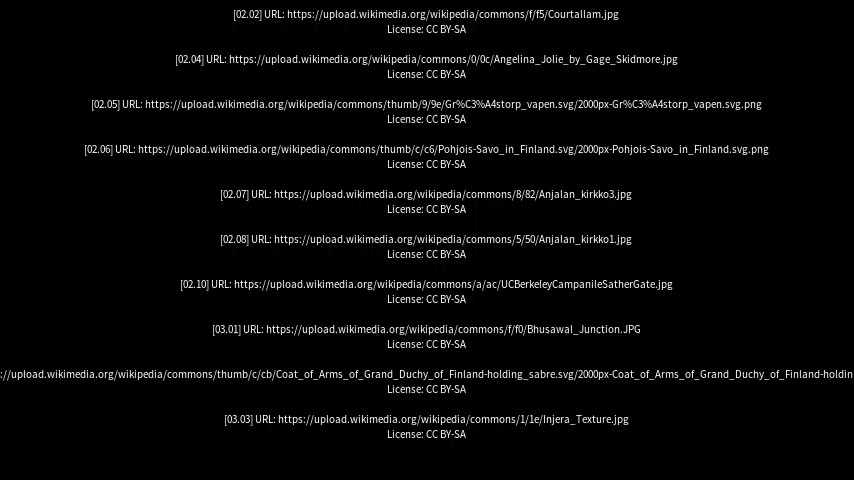 [02.02] URL: https://upload.wikimedia.org/wikipedia/commons/f/f5/Courtallam.jpg
License: CC BY-SA
[02.04] URL: https://upload.wikimedia.org/wikipedia/commons/0/0c/Angelina_Jolie_by_Gage_Skidmore.jpg
License: CC BY-SA
[02.05] URL: https://upload.wikimedia.org/wikipedia/commons/thumb/9/9e/Gr%C3%A4storp_vapen.svg/2000px-Gr%C3%A4storp_vapen.svg.png
License: CC BY-SA
[02.06] URL: https://upload.wikimedia.org/wikipedia/commons/thumb/c/c6/Pohjois-Savo_in_Finland.svg/2000px-Pohjois-Savo_in_Finland.svg.png
License: CC BY-SA
[02.07] URL: https://upload.wikimedia.org/wikipedia/commons/8/82/Anjalan_kirkko3.jpg
License: CC BY-SA
[02.08] URL: https://upload.wikimedia.org/wikipedia/commons/5/50/Anjalan_kirkko1.jpg
License: CC BY-SA
[02.10] URL: https://upload.wikimedia.org/wikipedia/commons/a/ac/UCBerkeleyCampanileSatherGate.jpg
License: CC BY-SA
[03.01] URL: https://upload.wikimedia.org/wikipedia/commons/f/f0/Bhusawal_Junction.JPG
License: CC BY-SA
://upload.wikimedia.org/wikipedia/commons/thumb/c/cb/Coat_of_Arms_of_Grand_Duchy_of_Finland-holding_sabre.svg/2000px-Coat_of_Arms_of_Grand_Duchy_of_Finland-holdin
License: CC BY-SA
[03.03] URL: https://upload.wikimedia.org/wikipedia/commons/1/1e/Injera_Texture.jpg
License: CC BY-SA